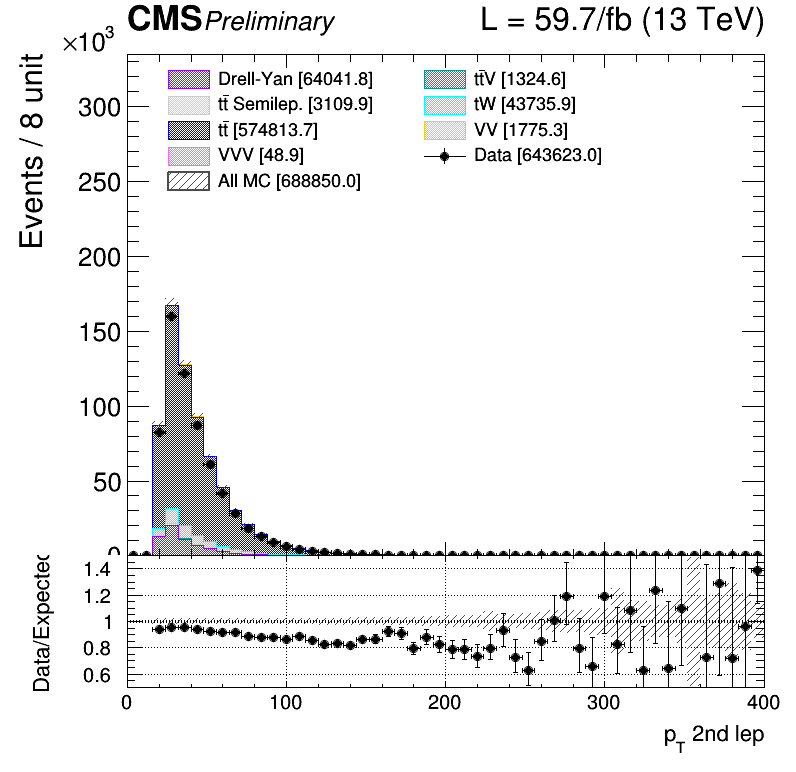 CMS Preliminary L = 59.7/fb (13 TeV)
×10³
Events / 8 unit
300
250
200
150
100
50
0
Drell-Yan [64041.8]
tt̄ Semilep. [3109.9]
tt̄ [574813.7]
VVV [48.9]
All MC [688850.0]
tt̄V [1324.6]
tW [43735.9]
VV [1775.3]
Data [643623.0]
Data/Expected
1.4
1.2
1
0.8
0.6
0 100 200 300 400
p_T 2nd lep